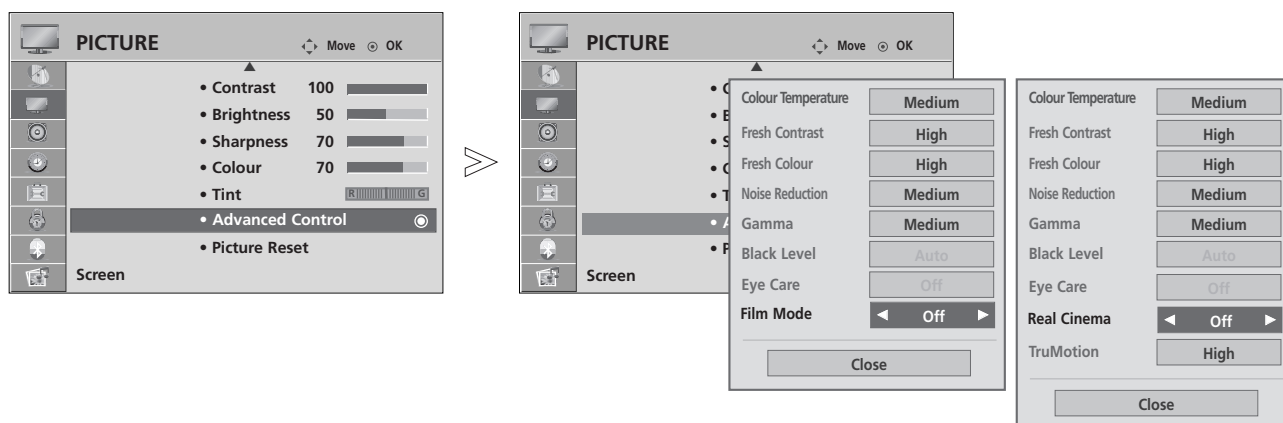 PICTURE Move OK
• Contrast 100
• Brightness 50
• Sharpness 70
• Colour 70
• Tint R G
• Advanced Control
• Picture Reset
Screen
PICTURE Move OK
• C
• B
• S
• C
• T
• A
• P
Screen
Colour Temperature Medium
Fresh Contrast High
Fresh Colour High
Noise Reduction Medium
Gamma Medium
Black Level Auto
Eye Care Off
Film Mode Off
Close
Colour Temperature Medium
Fresh Contrast High
Fresh Colour High
Noise Reduction Medium
Gamma Medium
Black Level Auto
Eye Care Off
Real Cinema Off
TruMotion High
Close